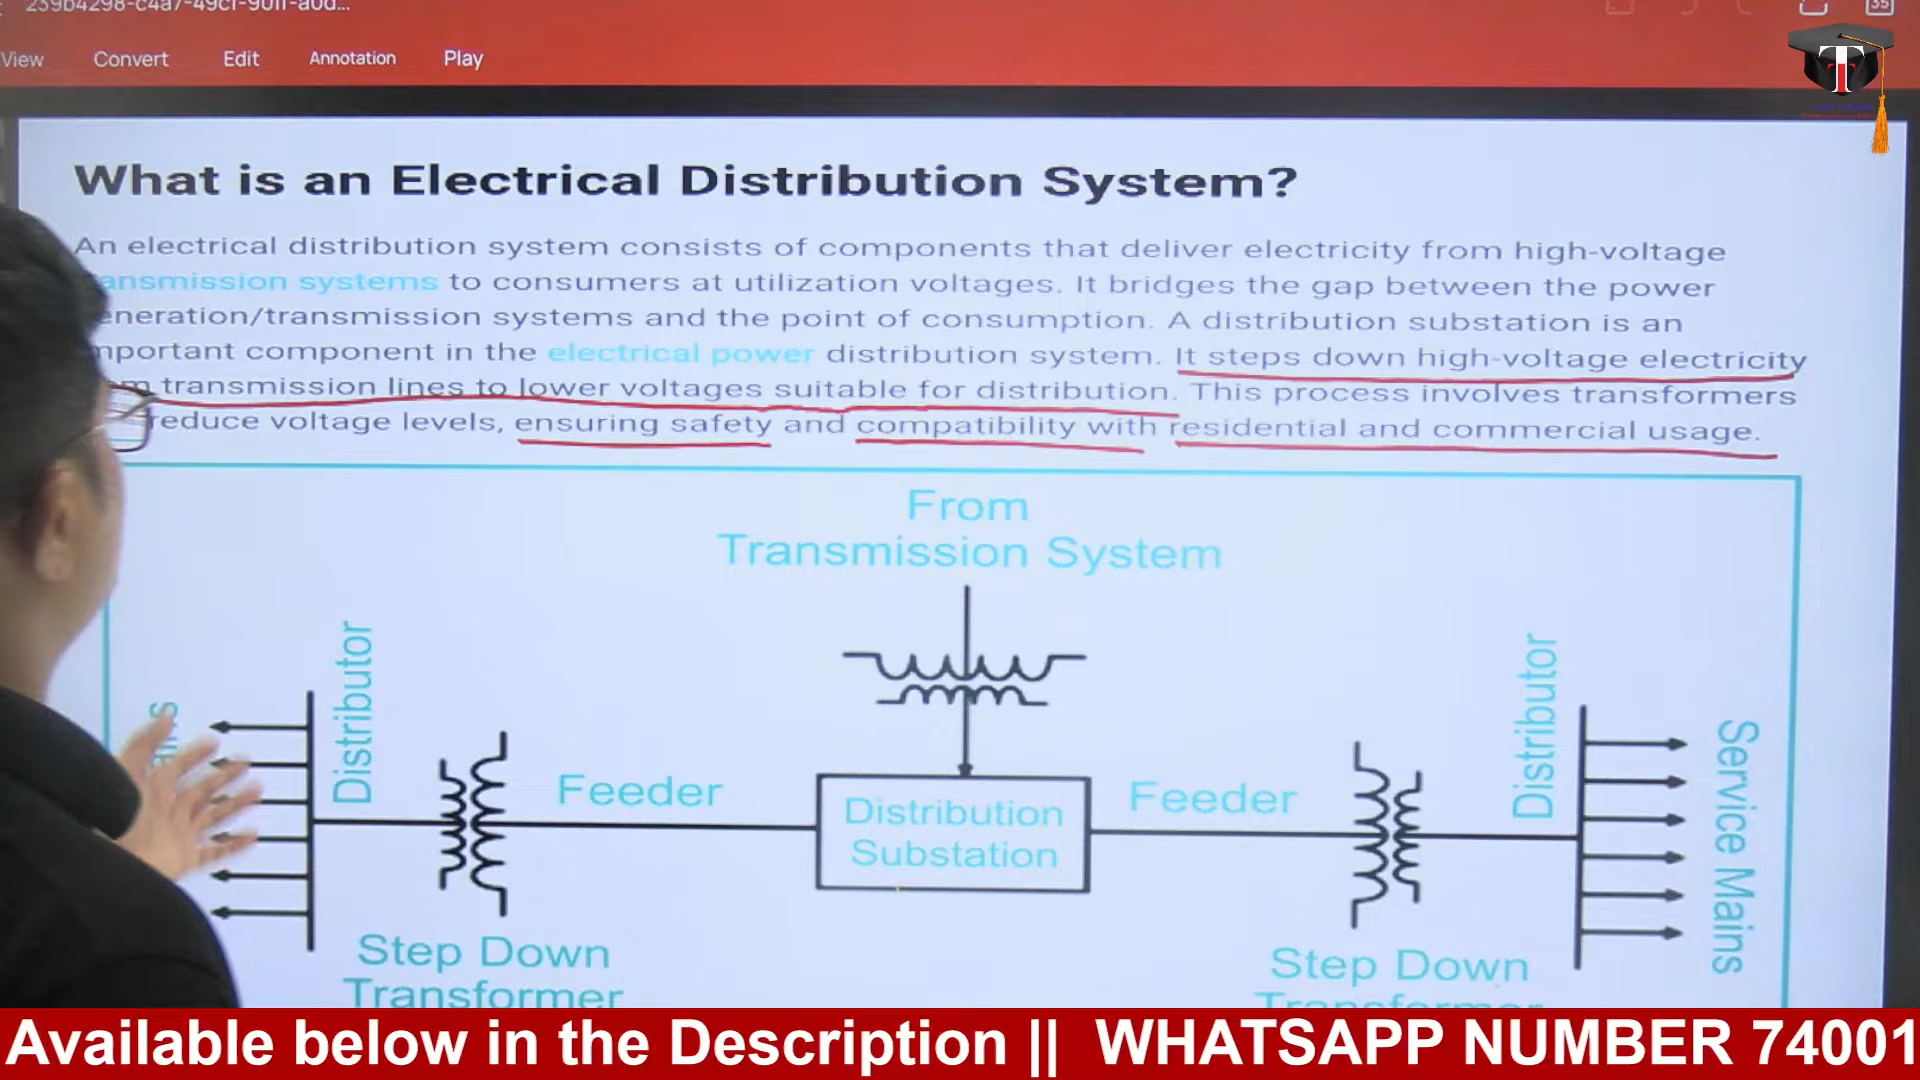 View Convert Edit Annotation Play
35
T
What is an Electrical Distribution System?
An electrical distribution system consists of components that deliver electricity from high-voltage
ansmission systems to consumers at utilization voltages. It bridges the gap between the power
eneration/transmission systems and the point of consumption. A distribution substation is an
mportant component in the electrical power distribution system. It steps down high-voltage electricity
transmission lines to lower voltages suitable for distribution. This process involves transformers
reduce voltage levels, ensuring safety and compatibility with residential and commercial usage.
From
Transmission System
Distributor
Feeder
Distribution
Substation
Feeder
Distributor
Service Mains
Step Down
Transformer
Step Down
Transformer
Available below in the Description || WHATSAPP NUMBER 74001